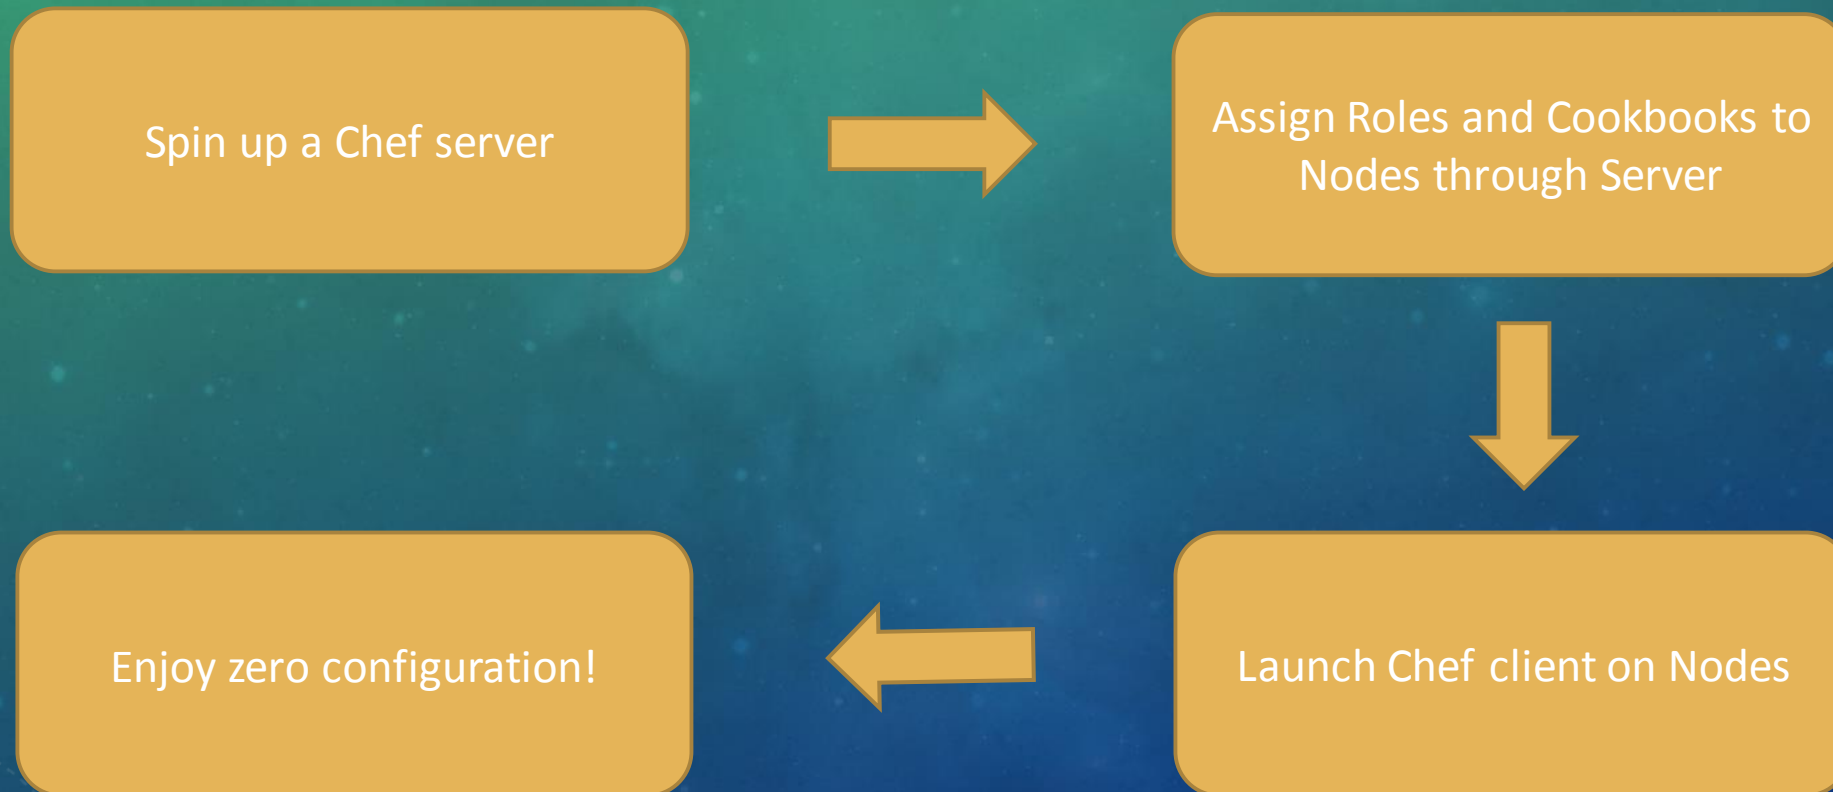 Spin up a Chef server
Assign Roles and Cookbooks to
Nodes through Server
Launch Chef client on Nodes
Enjoy zero configuration!